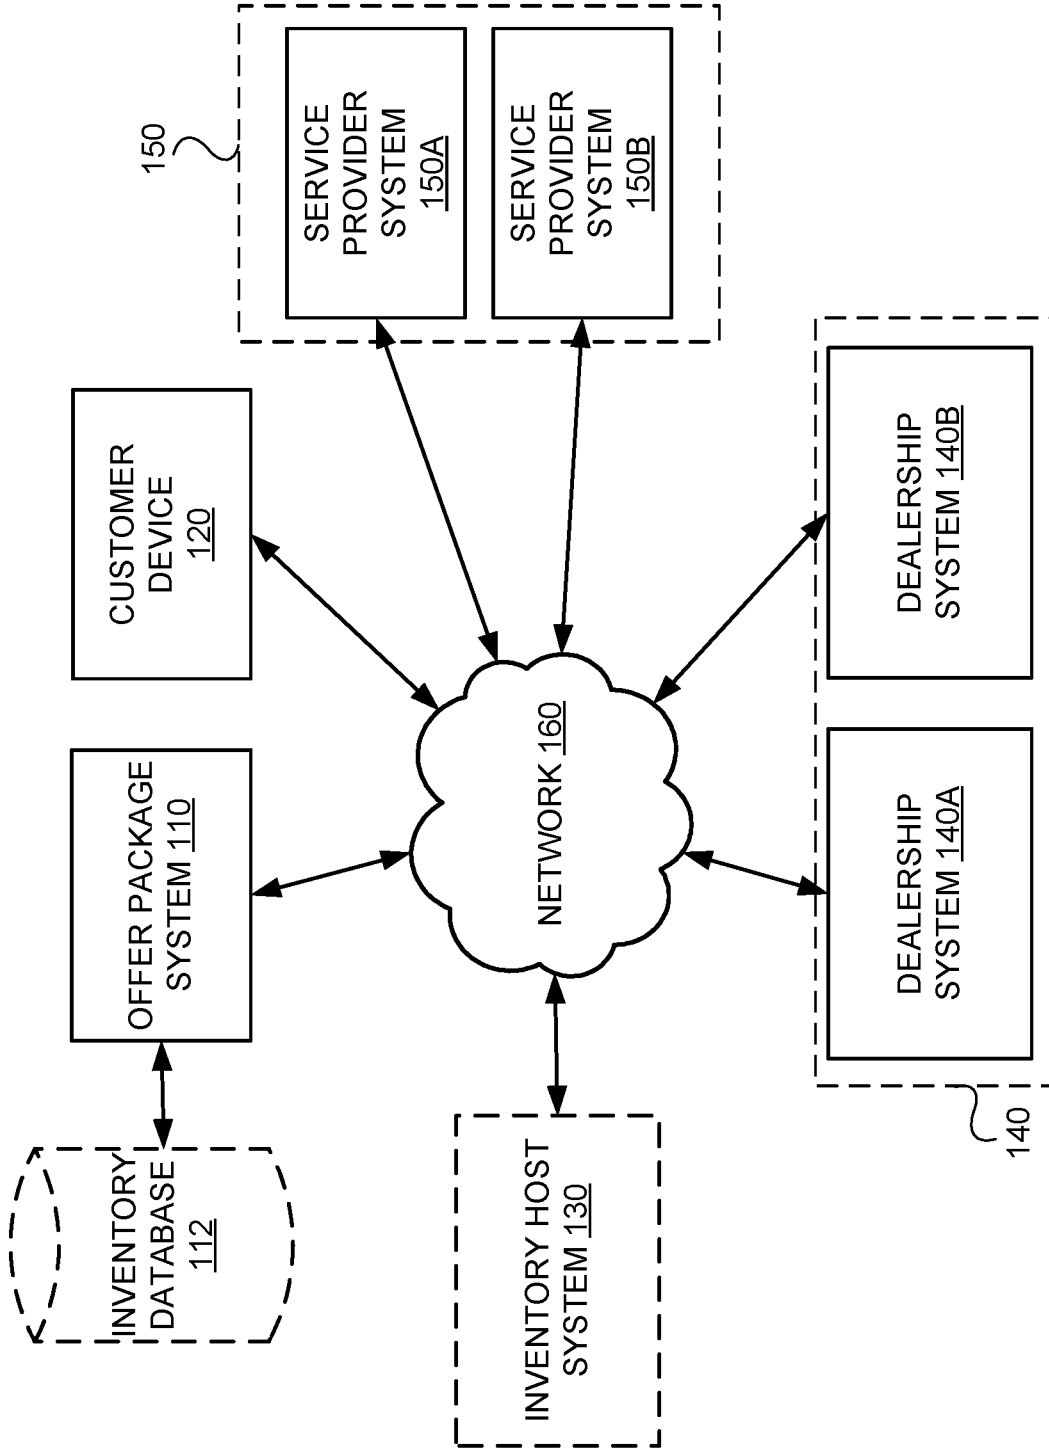 INVENTORY
DATABASE
112
OFFER PACKAGE
SYSTEM 110
CUSTOMER
DEVICE
120
150
SERVICE
PROVIDER
SYSTEM
150A
SERVICE
PROVIDER
SYSTEM
150B
NETWORK 160
INVENTORY HOST
SYSTEM 130
DEALERSHIP
SYSTEM 140A
DEALERSHIP
SYSTEM 140B
140